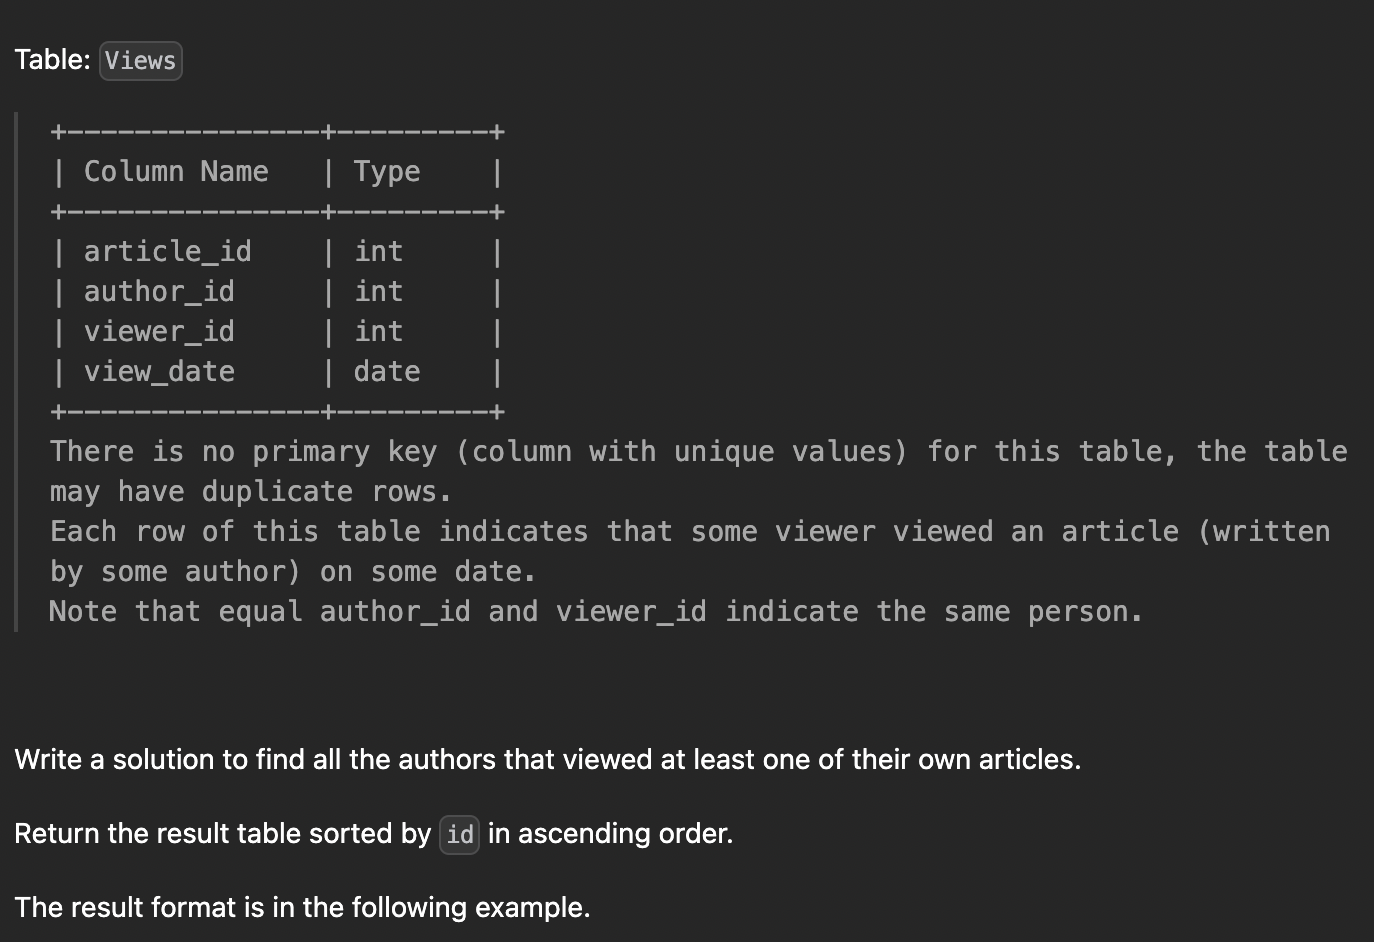 Table: Views
+---------------+---------+
| Column Name   | Type    |
+---------------+---------+
| article_id    | int     |
| author_id     | int     |
| viewer_id     | int     |
| view_date     | date    |
+---------------+---------+
There is no primary key (column with unique values) for this table, the table
may have duplicate rows.
Each row of this table indicates that some viewer viewed an article (written
by some author) on some date.
Note that equal author_id and viewer_id indicate the same person.
Write a solution to find all the authors that viewed at least one of their own articles.
Return the result table sorted by id in ascending order.
The result format is in the following example.